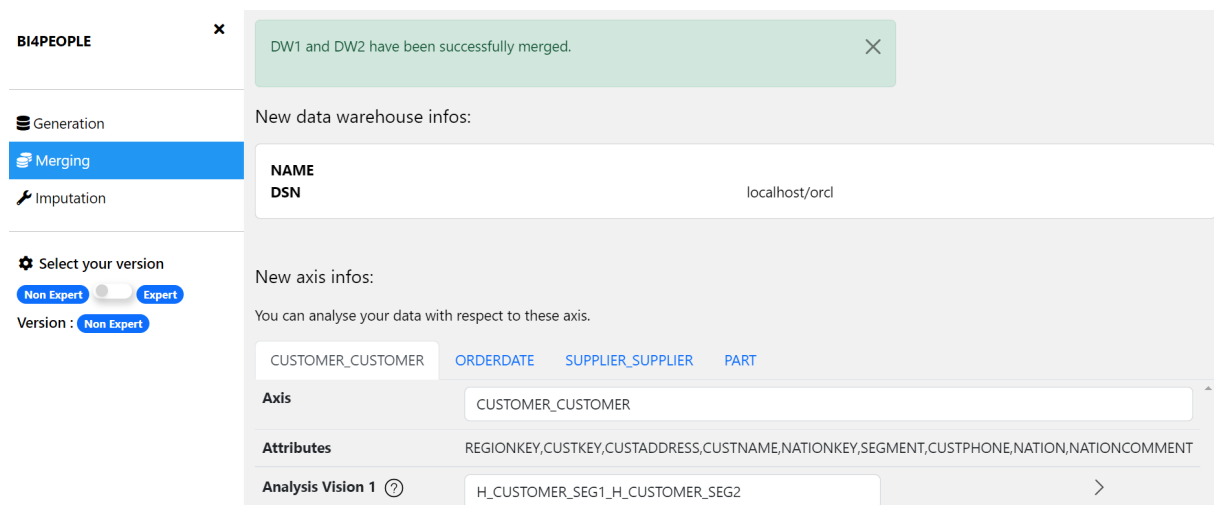 BI4PEOPLE
Generation
Merging
Imputation
Select your version
Non Expert Expert
Version : Non Expert
DW1 and DW2 have been successfully merged.
New data warehouse infos:
NAME
DSN localhost/orcl
New axis infos:
You can analyse your data with respect to these axis.
CUSTOMER_CUSTOMER ORDERDATE SUPPLIER_SUPPLIER PART
Axis CUSTOMER_CUSTOMER
Attributes REGIONKEY,CUSTKEY,CUSTADDRESS,CUSTNAME,NATIONKEY,SEGMENT,CUSTPHONE,NATION,NATIONCOMMENT
Analysis Vision 1 ? H_CUSTOMER_SEG1_H_CUSTOMER_SEG2